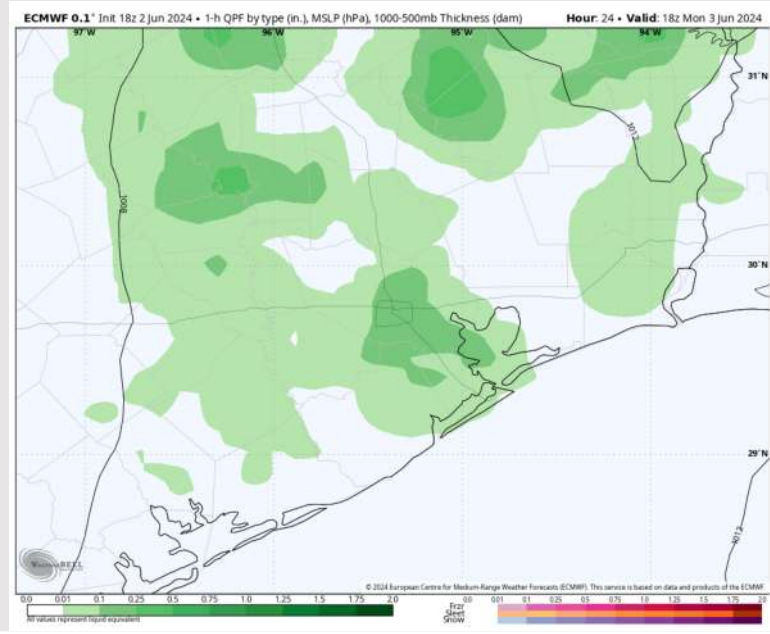 ECMWF 0.1° Init 18z 2 Jun 2024 • 1-h QPF by type (in.), MSLP (hPa), 1000-500mb Thickness (dam) Hour: 24 • Valid: 18z Mon 3 Jun 2024
97°W 96°W 95°W 94°W
31°N
1012
1008
30°N
29°N
1012
WEATHERBELL
© 2024 European Centre for Medium-Range Weather Forecasts (ECMWF). This service is based on data and products of the ECMWF
0.0 0.01 0.1 0.25 0.5 0.75 1.0 1.25 1.5 1.75 2.0
0.0 0.01 0.1 0.25 0.5 0.75 1.0 1.25 1.5 1.75 2.0
All values represent liquid equivalent
Frzr
Sleet
Snow